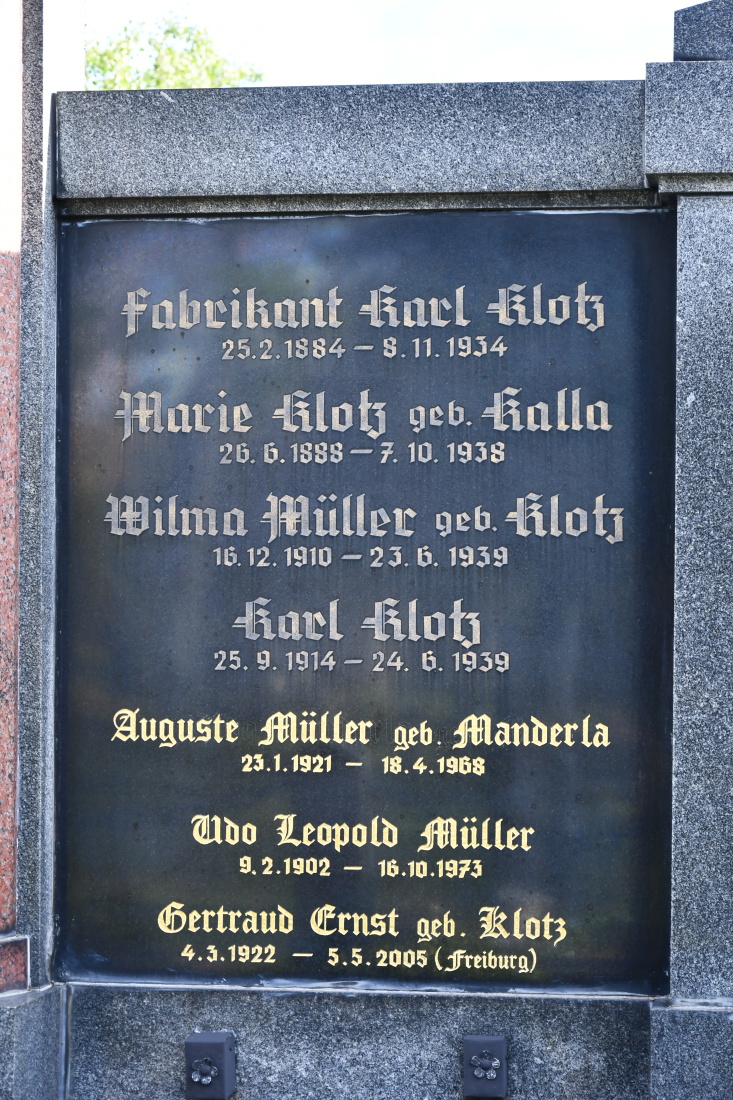 Fabrikant Karl Klotz
25.2.1884 – 8.11.1934
Marie Klotz geb. Kalla
26.6.1888 – 7.10.1938
Wilma Müller geb. Klotz
16.12.1910 – 23.6.1939
Karl Klotz
25.9.1914 – 24.6.1939
Auguste Müller geb. Manderla
23.1.1921 – 18.4.1968
Udo Leopold Müller
9.2.1902 – 16.10.1973
Gertraud Ernst geb. Klotz
4.3.1922 – 5.5.2005 (Freiburg)